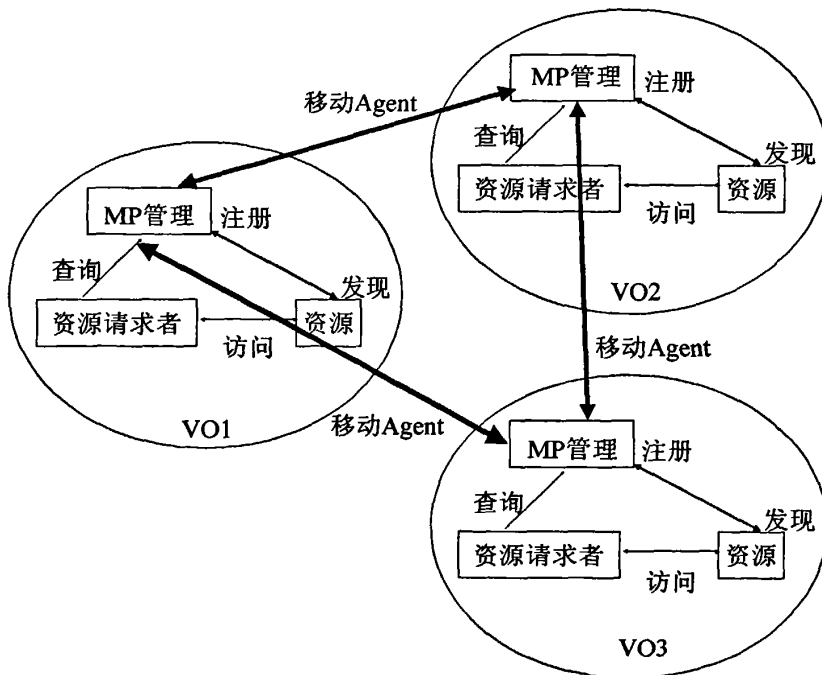 MP管理
注册
移动Agent
查询
发现
资源请求者
资源
访问
VO2
MP管理
注册
查询
发现
资源请求者
资源
访问
VO1
移动Agent
移动Agent
MP管理
注册
查询
发现
资源请求者
资源
访问
VO3